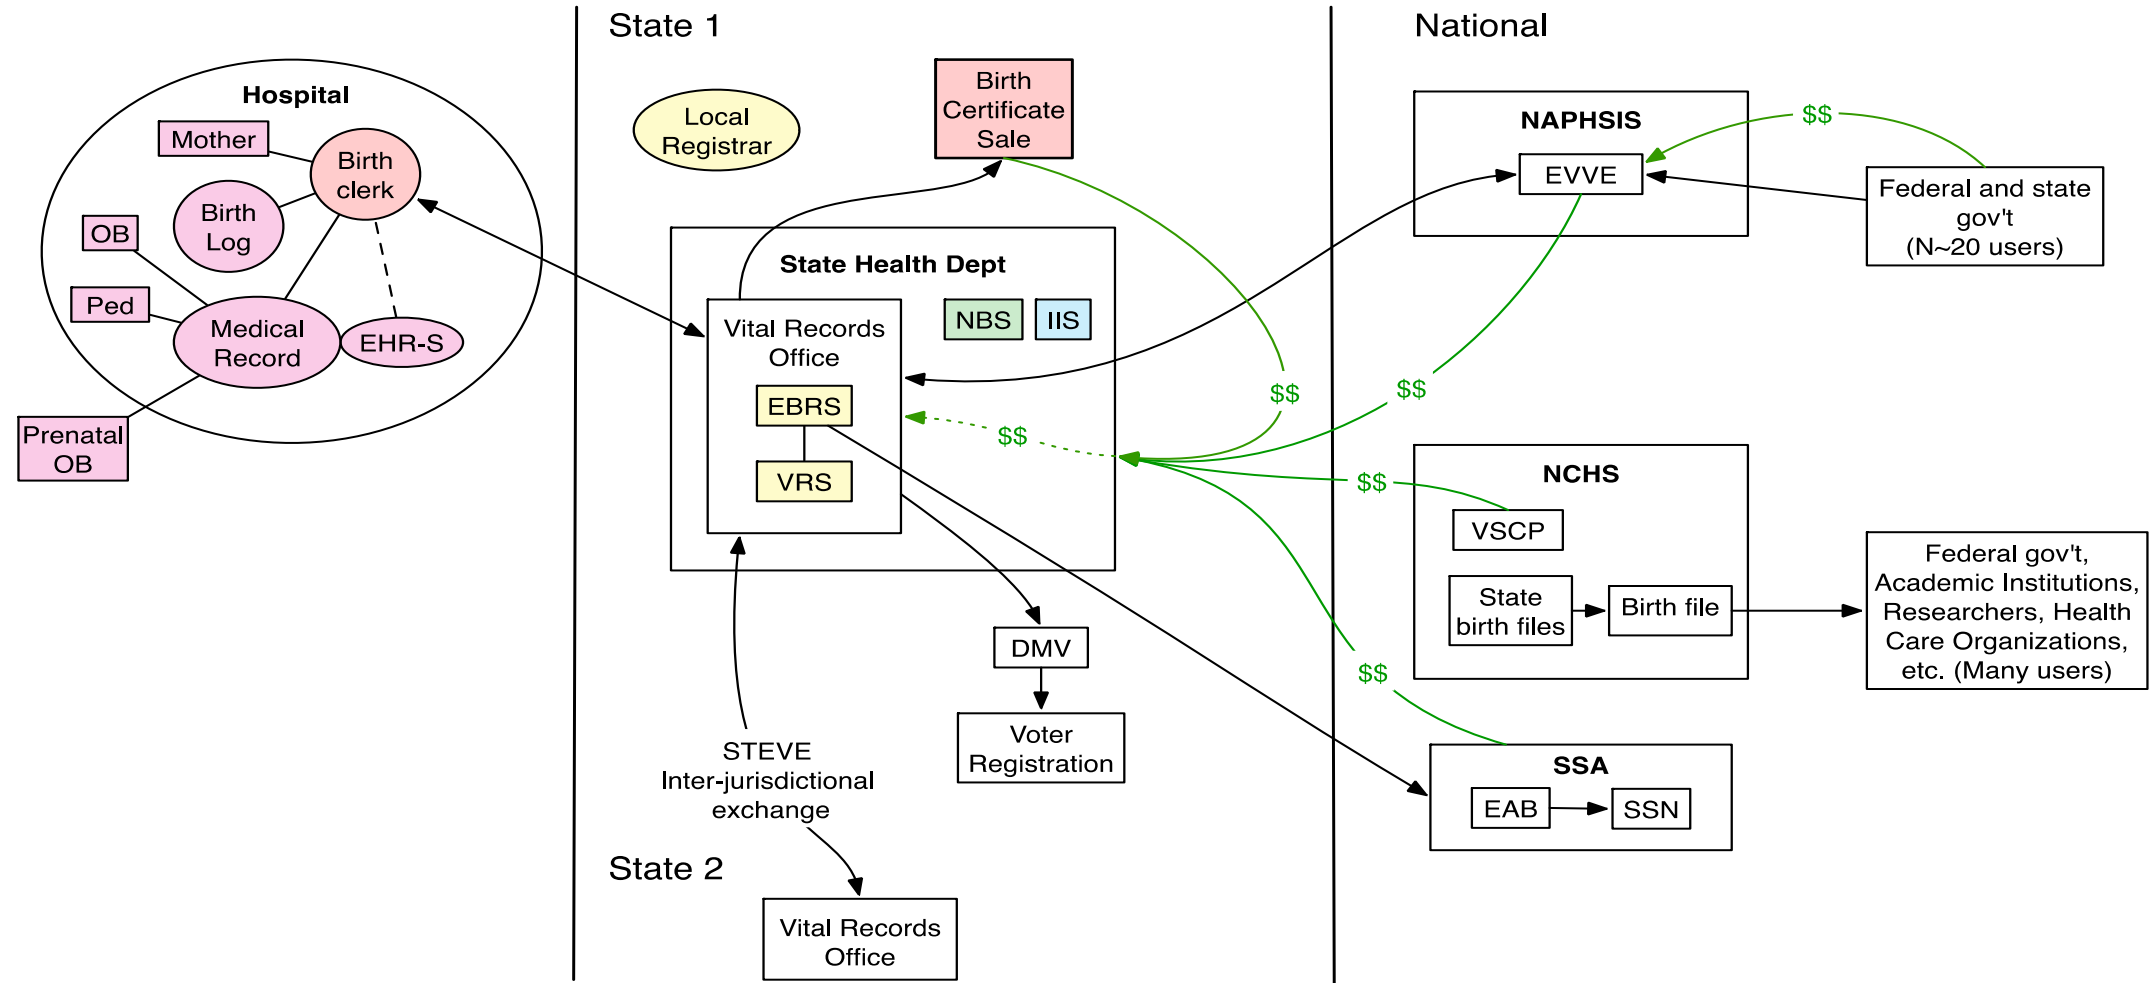 State 1
National
Hospital
Mother
Birth
clerk
Birth
Log
OB
Ped
Medical
Record
EHR-S
Prenatal
OB
Local
Registrar
Birth
Certificate
Sale
State Health Dept
Vital Records
Office
NBS
IIS
EBRS
VRS
$$
$$
$$
$$
$$
$$
DMV
Voter
Registration
STEVE
Inter-jurisdictional
exchange
State 2
Vital Records
Office
NAPHSIS
EVVE
Federal and state
gov't
(N~20 users)
NCHS
VSCP
State
birth files
Birth file
Federal gov't,
Academic Institutions,
Researchers, Health
Care Organizations,
etc. (Many users)
SSA
EAB
SSN